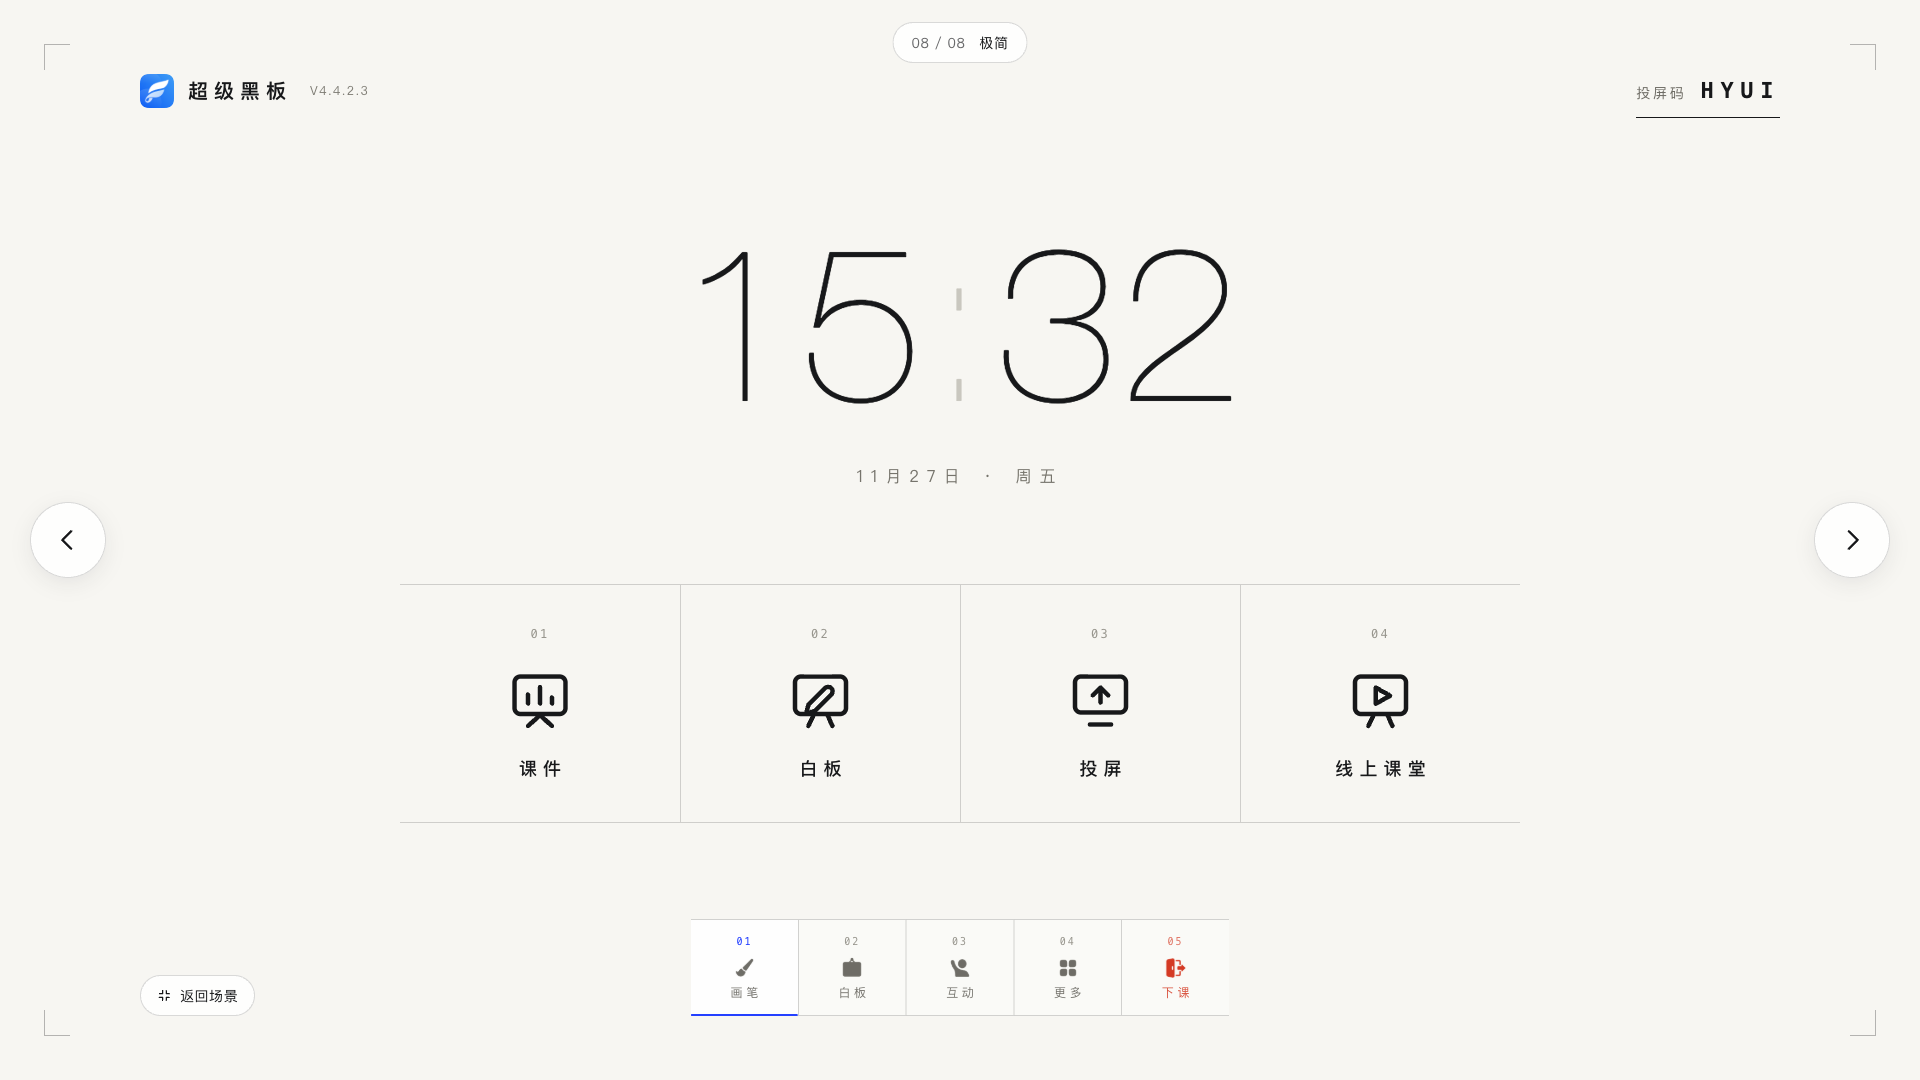 08 / 08 极简
超级黑板 V4.4.2.3
投屏码 HYUI
15:32
11月27日 · 周五
01
课件
02
白板
03
投屏
04
线上课堂
01
画笔
02
白板
03
互动
04
更多
05
下课
返回场景